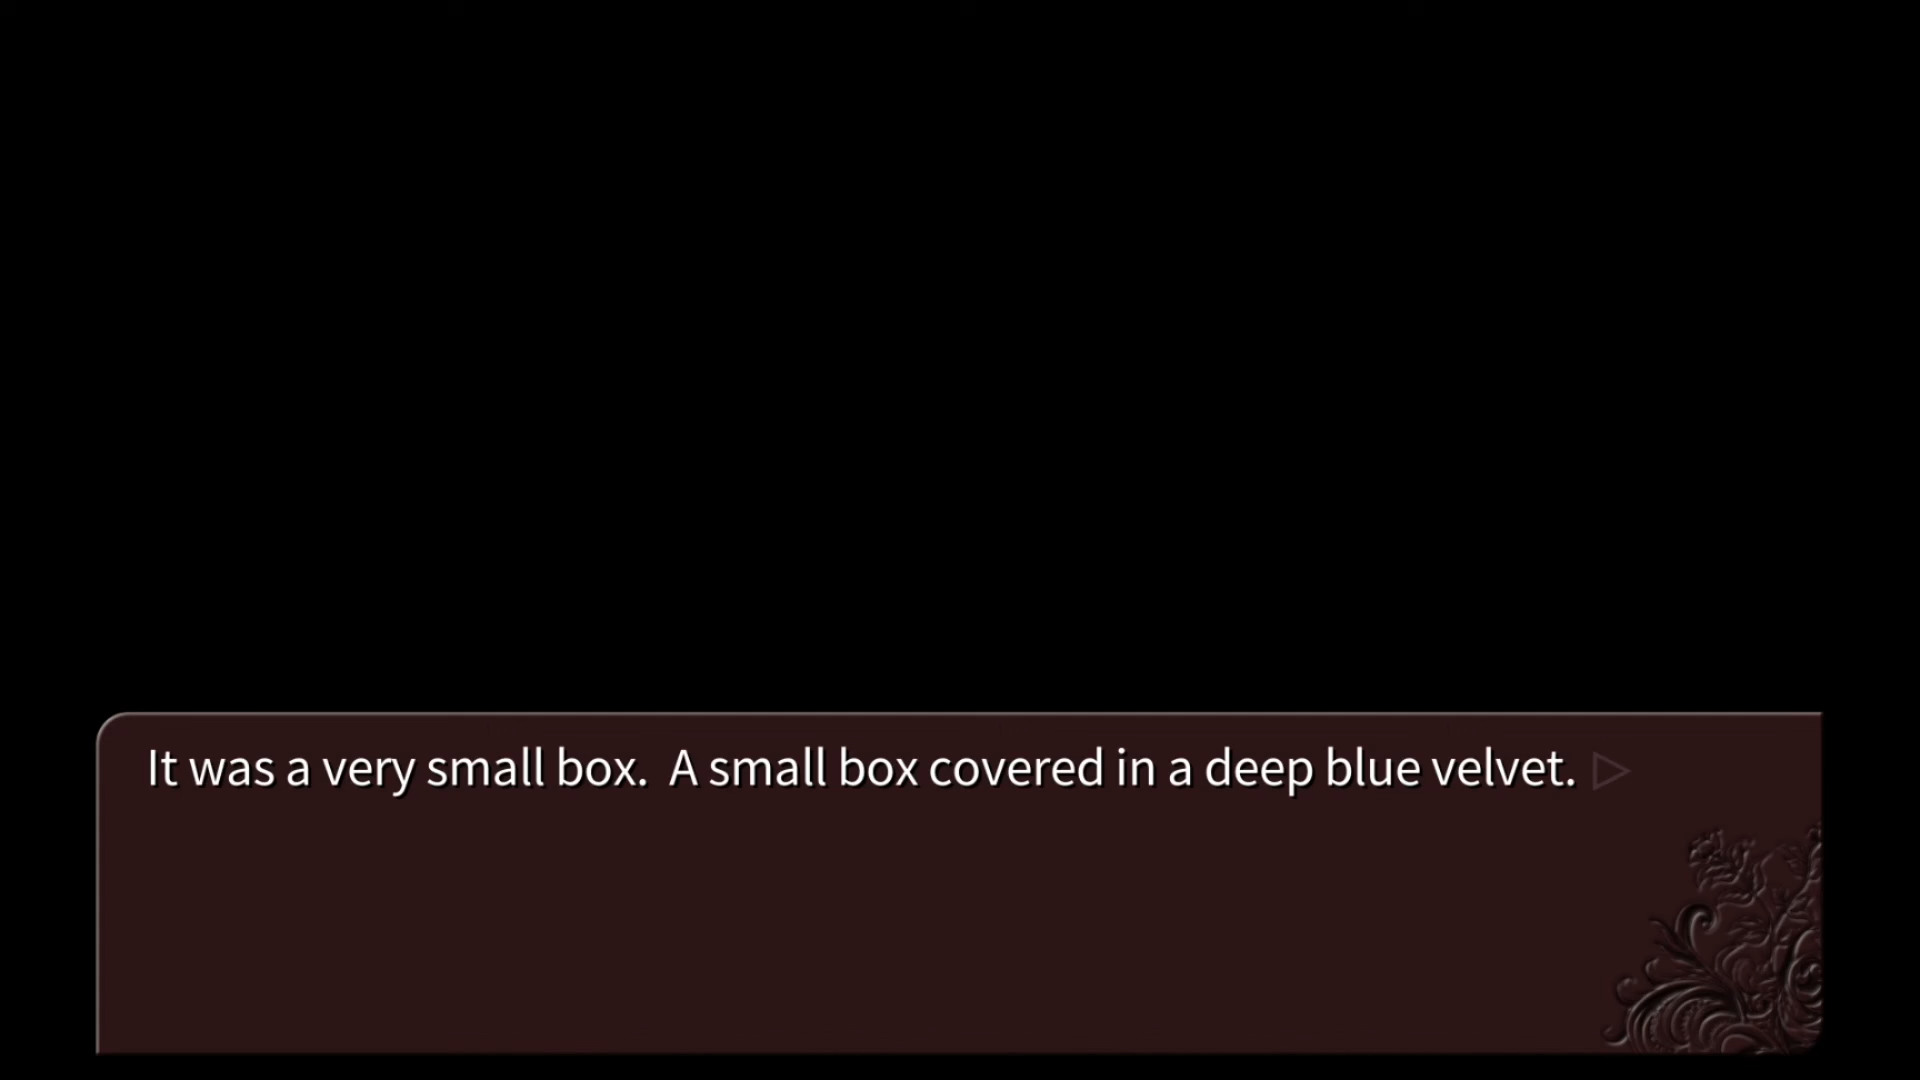 It was a very small box.  A small box covered in a deep blue velvet.